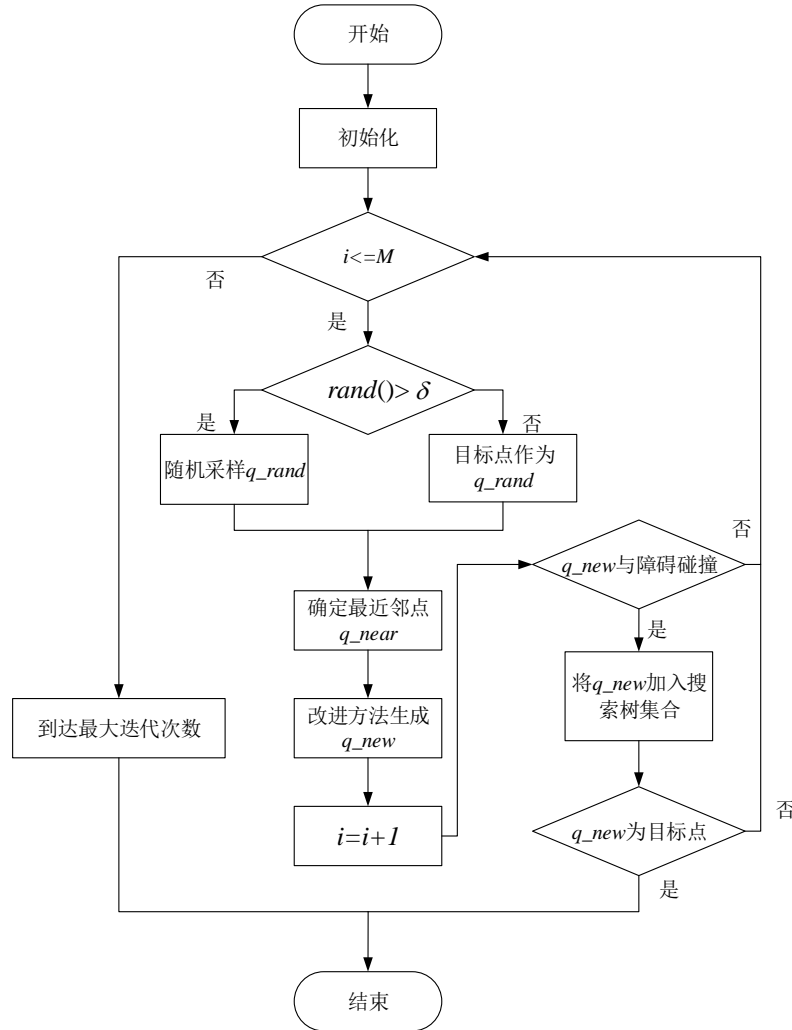 开始
初始化
i<=M
否
是
rand()> δ
是
否
随机采样q_rand
目标点作为
q_rand
q_new与障碍碰撞
否
是
确定最近邻点
q_near
将q_new加入搜
索树集合
到达最大迭代次数
改进方法生成
q_new
i=i+1
q_new为目标点
否
是
结束